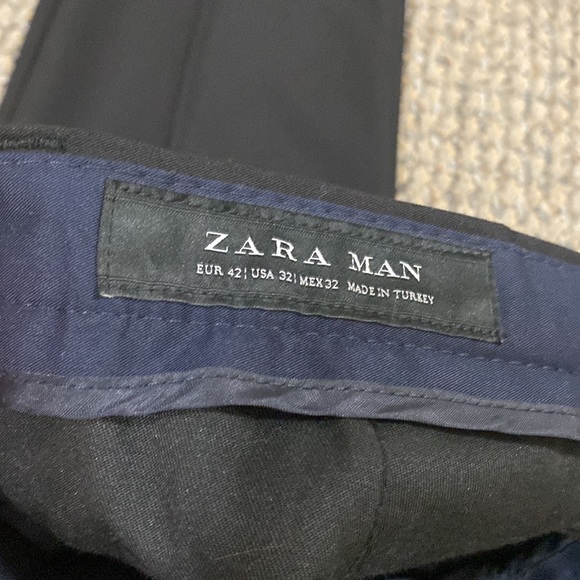 ZARA MAN
EUR 42 | USA 32 | MEX 32 MADE IN TURKEY